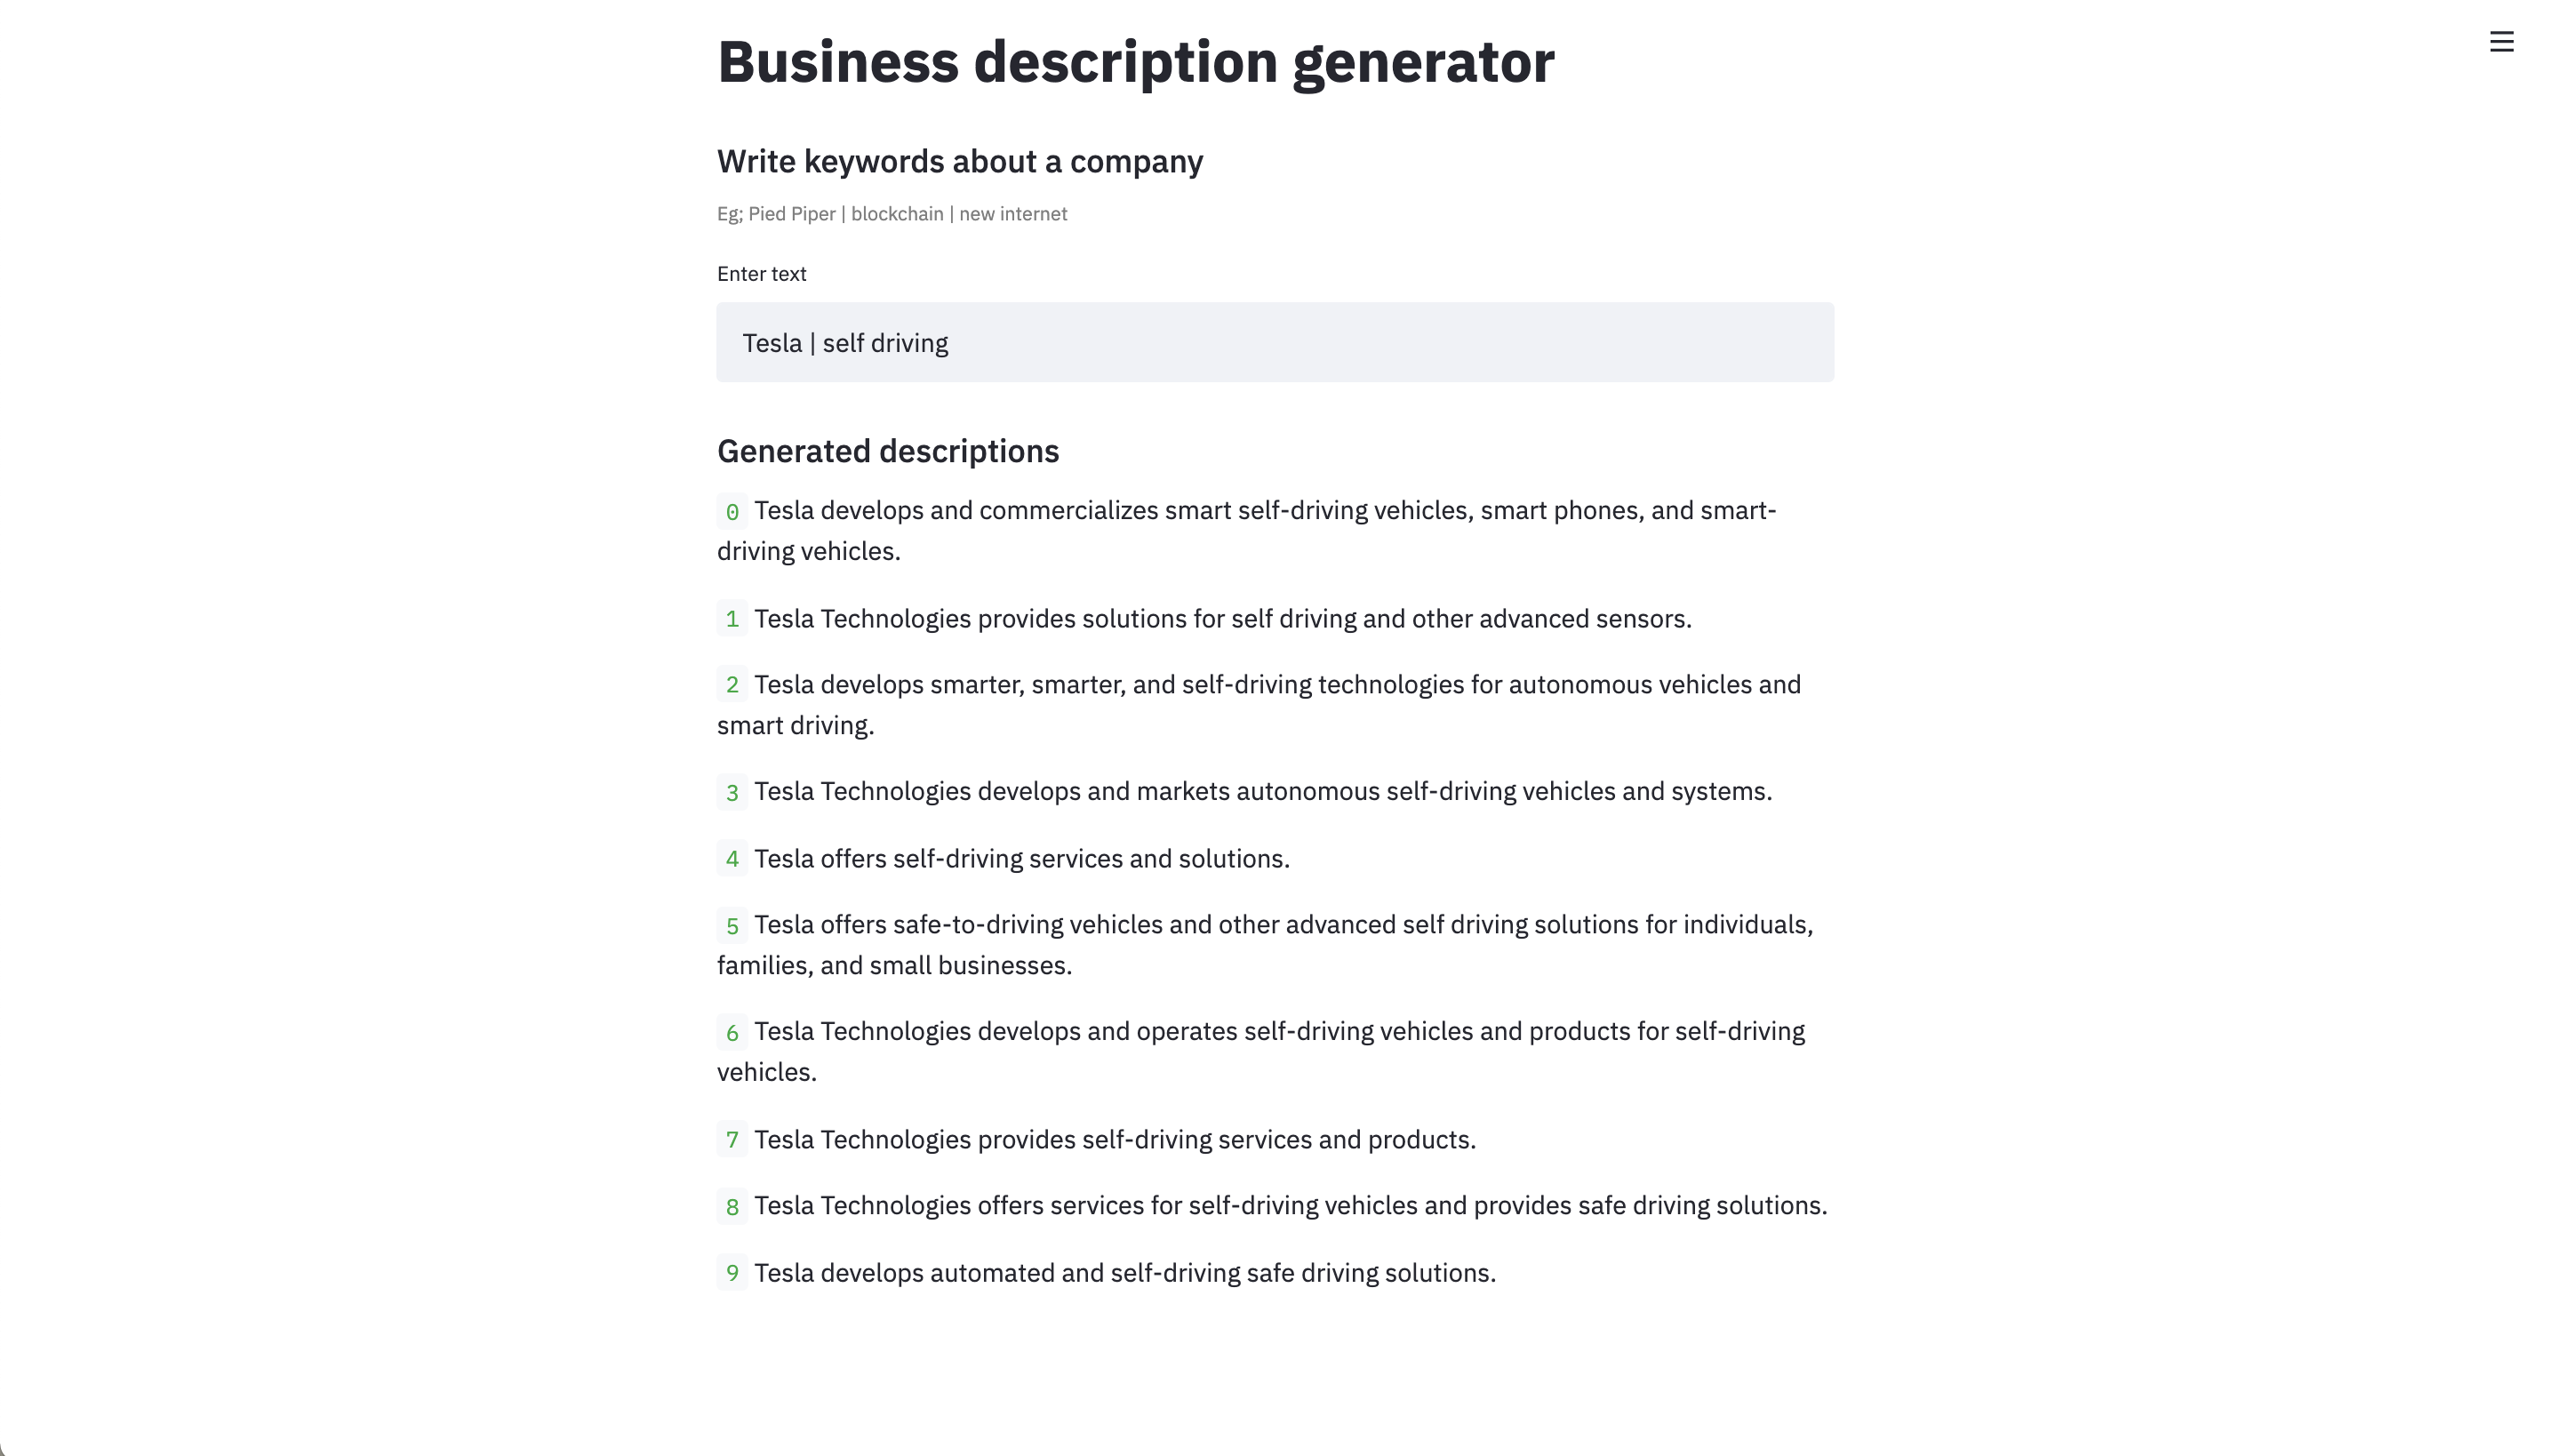 Business description generator
Write keywords about a company
Eg; Pied Piper | blockchain | new internet
Enter text
Tesla | self driving
Generated descriptions
0 Tesla develops and commercializes smart self-driving vehicles, smart phones, and smart-
driving vehicles.
1 Tesla Technologies provides solutions for self driving and other advanced sensors.
2 Tesla develops smarter, smarter, and self-driving technologies for autonomous vehicles and
smart driving.
3 Tesla Technologies develops and markets autonomous self-driving vehicles and systems.
4 Tesla offers self-driving services and solutions.
5 Tesla offers safe-to-driving vehicles and other advanced self driving solutions for individuals,
families, and small businesses.
6 Tesla Technologies develops and operates self-driving vehicles and products for self-driving
vehicles.
7 Tesla Technologies provides self-driving services and products.
8 Tesla Technologies offers services for self-driving vehicles and provides safe driving solutions.
9 Tesla develops automated and self-driving safe driving solutions.